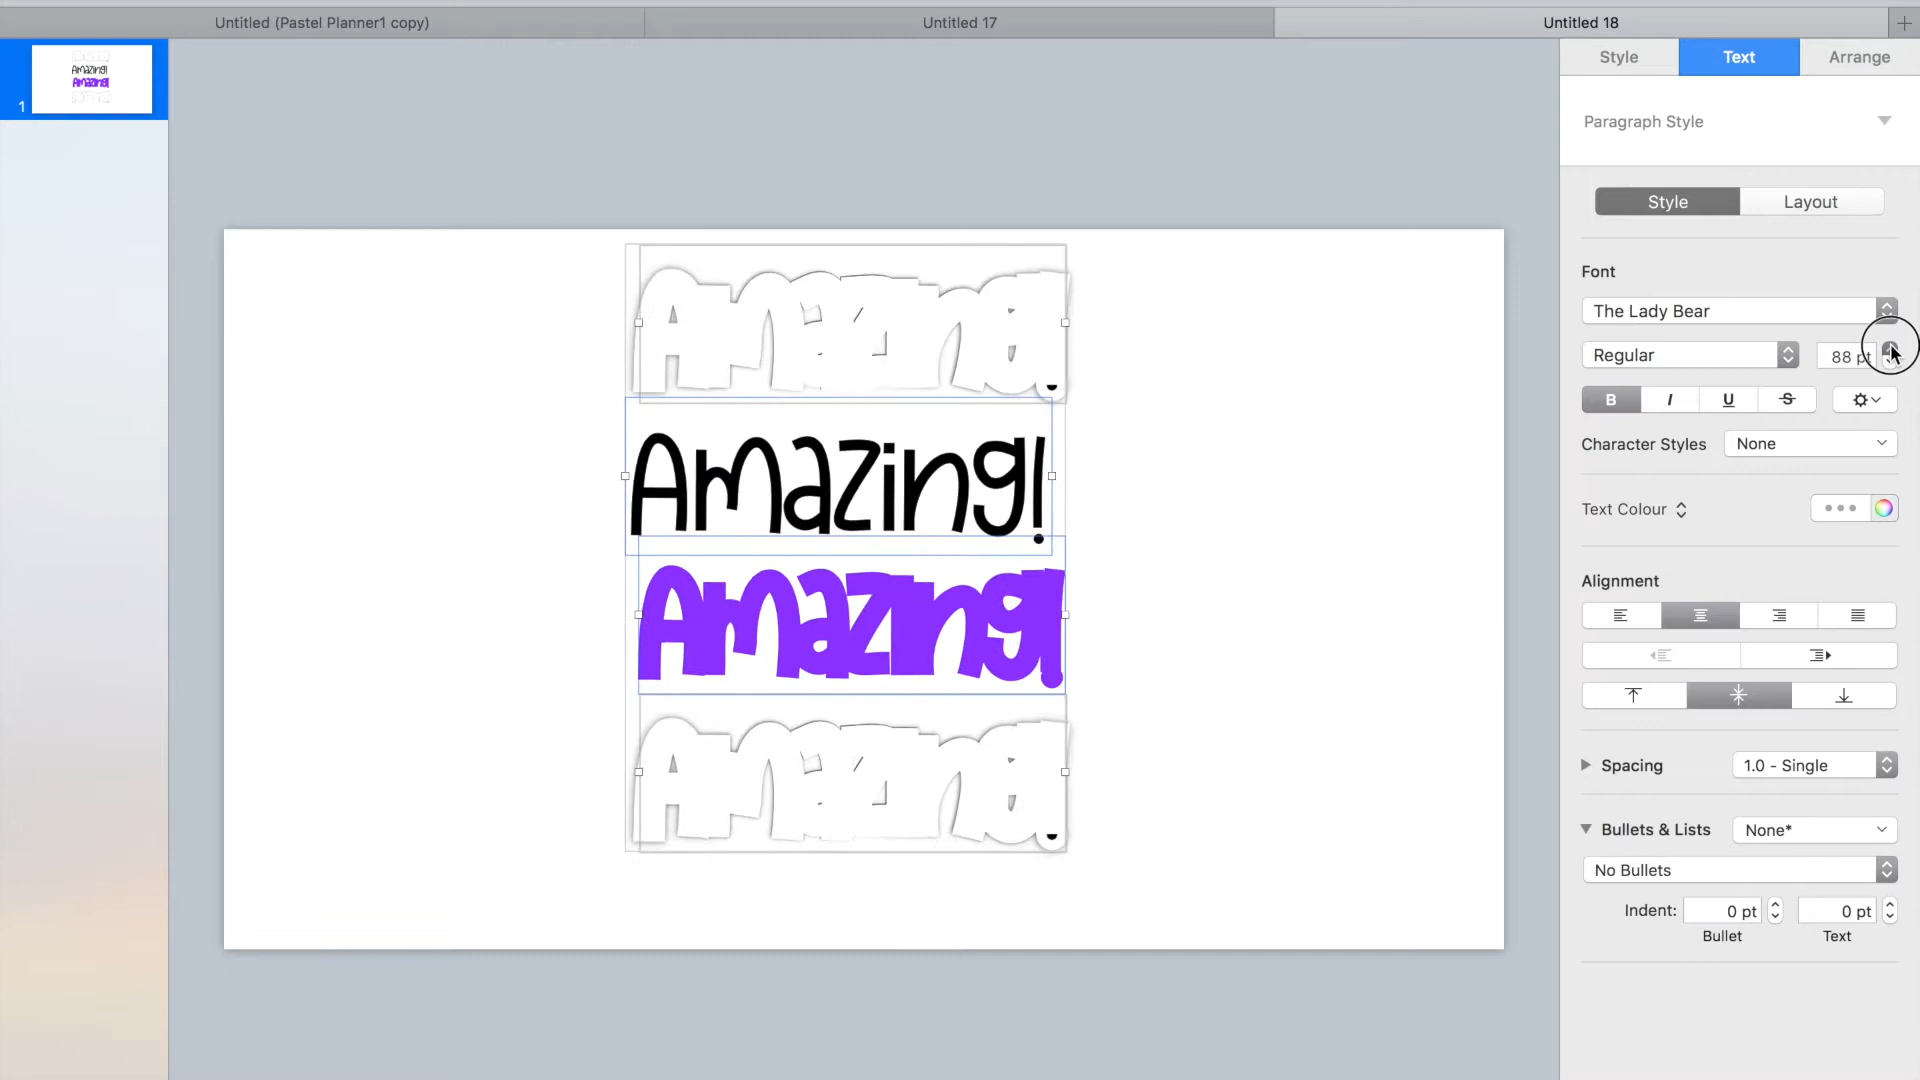 Untitled (Pastel Planner1 copy)
Untitled 17
Untitled 18
Amazing!
Amazing!
1
Style
Text
Arrange
Paragraph Style
Style
Layout
Amazing!
Amazing!
Amazing!
Amazing!
Font
The Lady Bear
Regular
88 pt
B
I
U
S
Character Styles
None
Text Colour
Alignment
Spacing
1.0 - Single
Bullets & Lists
None*
No Bullets
Indent:
0 pt
0 pt
Bullet
Text